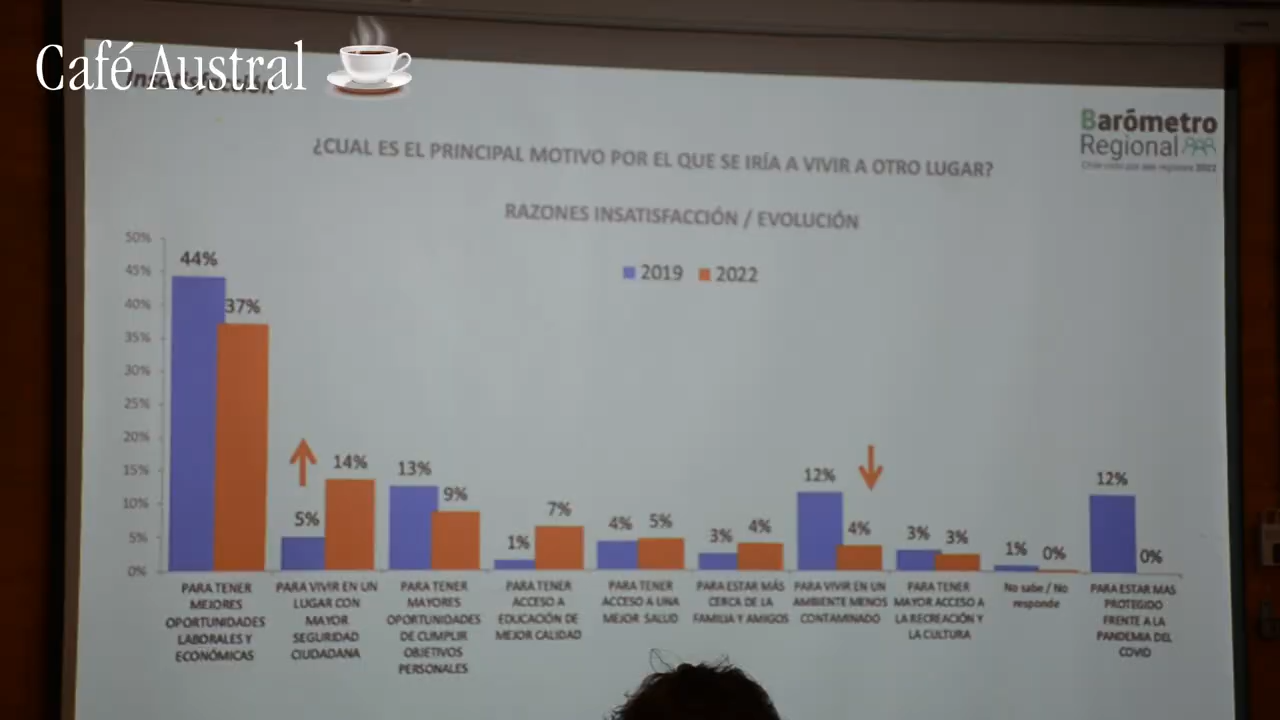 Café Austral
Insatisfacción
Barómetro
Regional
¿CUAL ES EL PRINCIPAL MOTIVO POR EL QUE SE IRÍA A VIVIR A OTRO LUGAR?
RAZONES INSATISFACCIÓN / EVOLUCIÓN
2019 2022
50%
45%
40%
35%
30%
25%
20%
15%
10%
5%
0%
44% 37%
5% 14%
13% 9%
1% 7%
4% 5%
3% 4%
12% 4%
3% 3%
1% 0%
12% 0%
PARA TENER
MEJORES
OPORTUNIDADES
LABORALES Y
ECONÓMICAS
PARA VIVIR EN UN
LUGAR CON
MAYOR
SEGURIDAD
CIUDADANA
PARA TENER
MAYORES
OPORTUNIDADES
DE CUMPLIR
OBJETIVOS
PERSONALES
PARA TENER
ACCESO A
EDUCACIÓN DE
MEJOR CALIDAD
PARA TENER
ACCESO A UNA
MEJOR SALUD
PARA ESTAR MÁS
CERCA DE LA
FAMILIA Y AMIGOS
PARA VIVIR EN UN
AMBIENTE MENOS
CONTAMINADO
PARA TENER
MAYOR ACCESO A
LA RECREACIÓN Y
LA CULTURA
No sabe / No
responde
PARA ESTAR MAS
PROTEGIDO
FRENTE A LA
PANDEMIA DEL
COVID